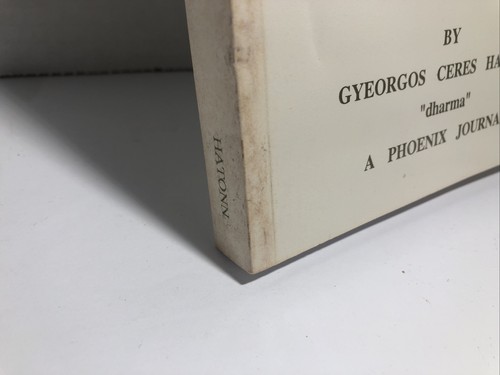 BY
GYEORGOS CERES HA
"dharma"
A PHOENIX JOURNA
HATONN